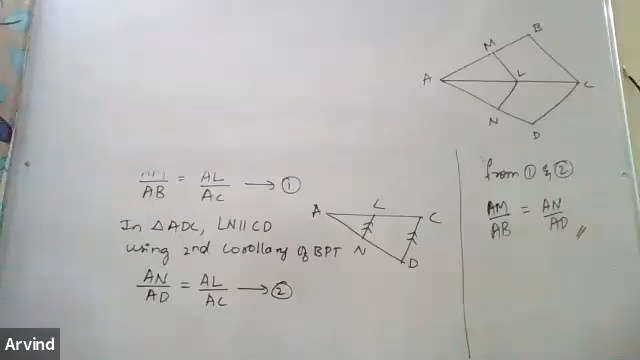 B
M
A
L
C
N
D
AB = AL/AC → ①
In △ADC, LN∥CD
using 2nd corollary of BPT
AN/AD = AL/AC → ②
A
L
C
N
D
from ① & ②
AM/AB = AN/AD //
Arvind